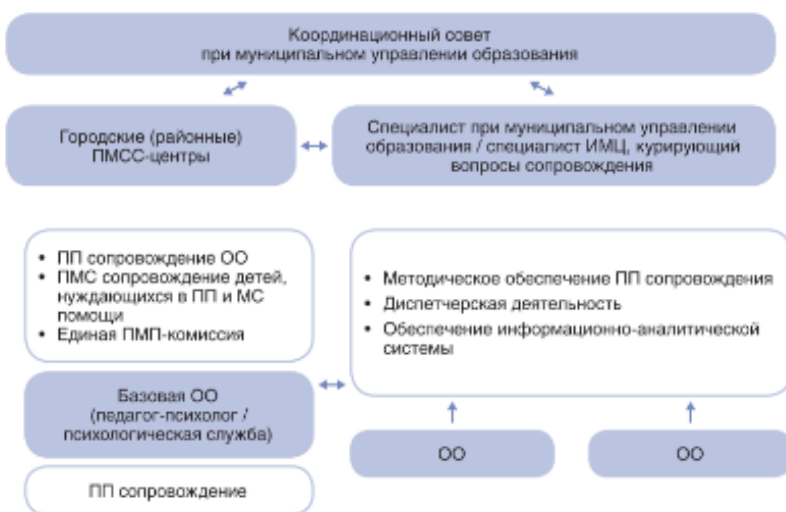 Координационный совет
при муниципальном управлении образования
Городские (районные)
ПМСС-центры
Специалист при муниципальном управлении
образования / специалист ИМЦ, курирующий
вопросы сопровождения
• ПП сопровождение ОО
• ПМС сопровождение детей,
нуждающихся в ПП и МС
помощи
• Единая ПМП-комиссия
• Методическое обеспечение ПП сопровождения
• Диспетчерская деятельность
• Обеспечение информационно-аналитической
системы
Базовая ОО
(педагог-психолог /
психологическая служба)
ОО
ОО
ПП сопровождение